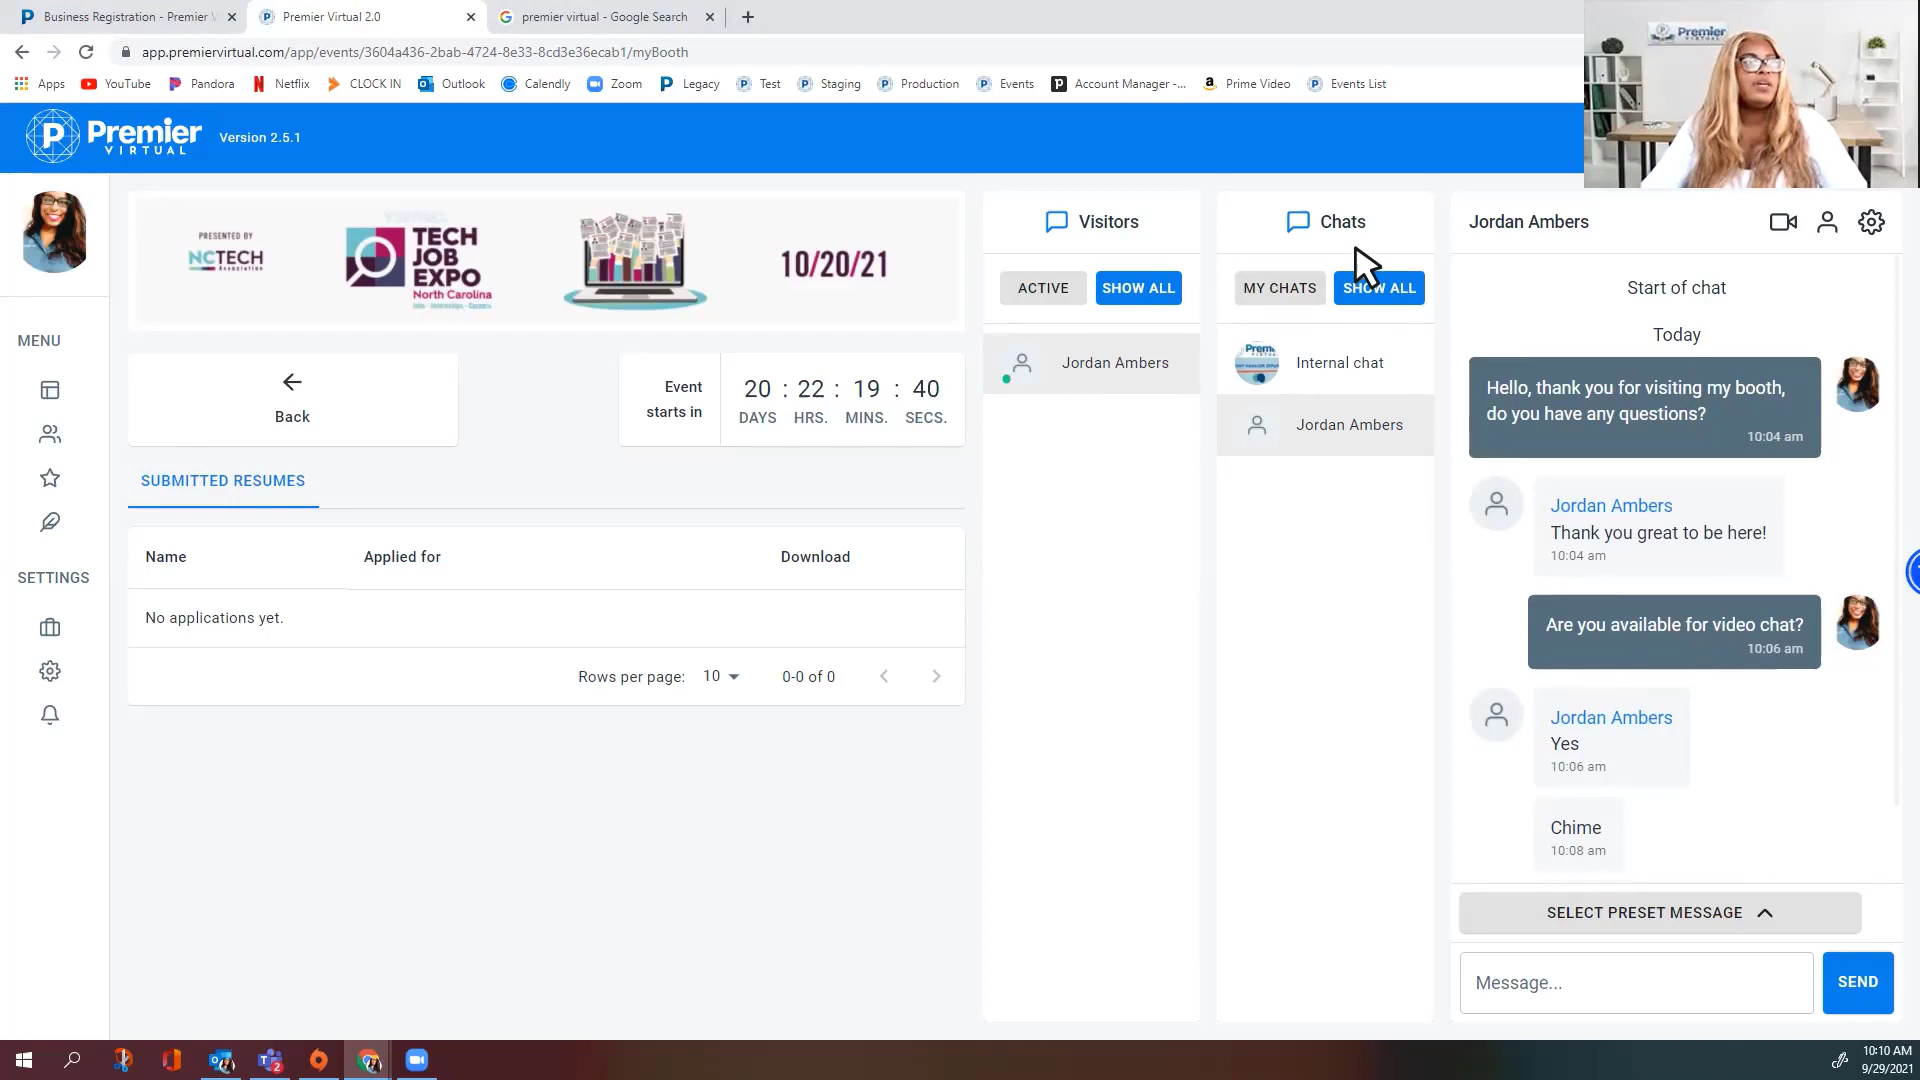 Business Registration - Premier V
Premier Virtual 2.0
premier virtual - Google Search
app.premiervirtual.com/app/events/3604a436-2bab-4724-8e33-8cd3e36ecab1/myBooth
Apps
YouTube
Pandora
Netflix
CLOCK IN
Outlook
Calendly
Zoom
Legacy
Test
Staging
Production
Events
Account Manager -...
Prime Video
Events List
Premier
VIRTUAL
Version 2.5.1
Premier
MENU
SETTINGS
PRESENTED BY
NCTECH
Association
VIRTUAL
TECH
JOB
EXPO
North Carolina
Jobs - Internships - Careers
10/20/21
Back
Event
starts in
20 : 22 : 19 : 40
DAYS HRS. MINS. SECS.
SUBMITTED RESUMES
Name Applied for Download
No applications yet.
Rows per page: 10 0-0 of 0
Visitors
ACTIVE SHOW ALL
Jordan Ambers
Chats
MY CHATS SHOW ALL
Internal chat
Jordan Ambers
Jordan Ambers
Start of chat
Today
Hello, thank you for visiting my booth,
do you have any questions?
10:04 am
Jordan Ambers
Thank you great to be here!
10:04 am
Are you available for video chat?
10:06 am
Jordan Ambers
Yes
10:06 am
Chime
10:08 am
SELECT PRESET MESSAGE
Message...
SEND
2
10:10 AM
9/29/2021